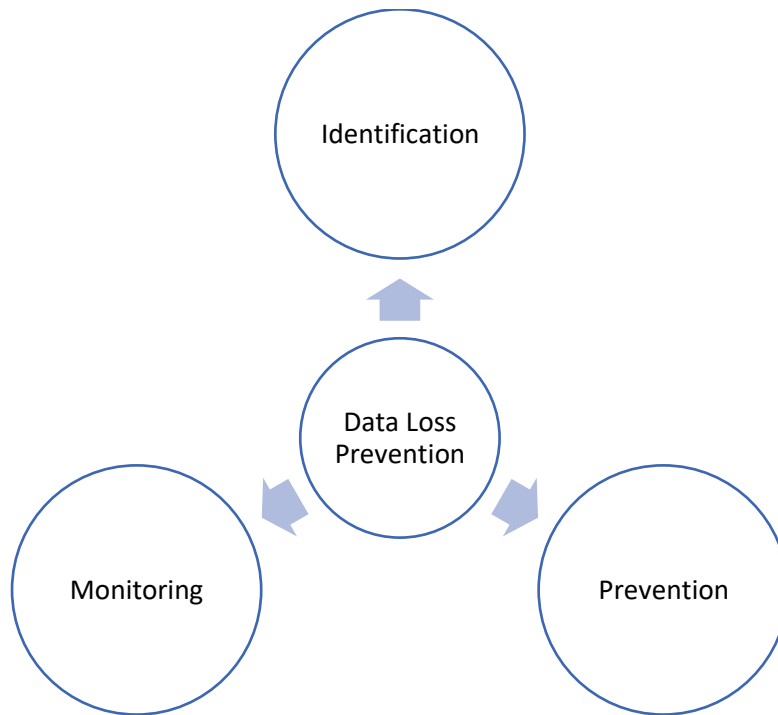 Identification
Data Loss
Prevention
Monitoring
Prevention